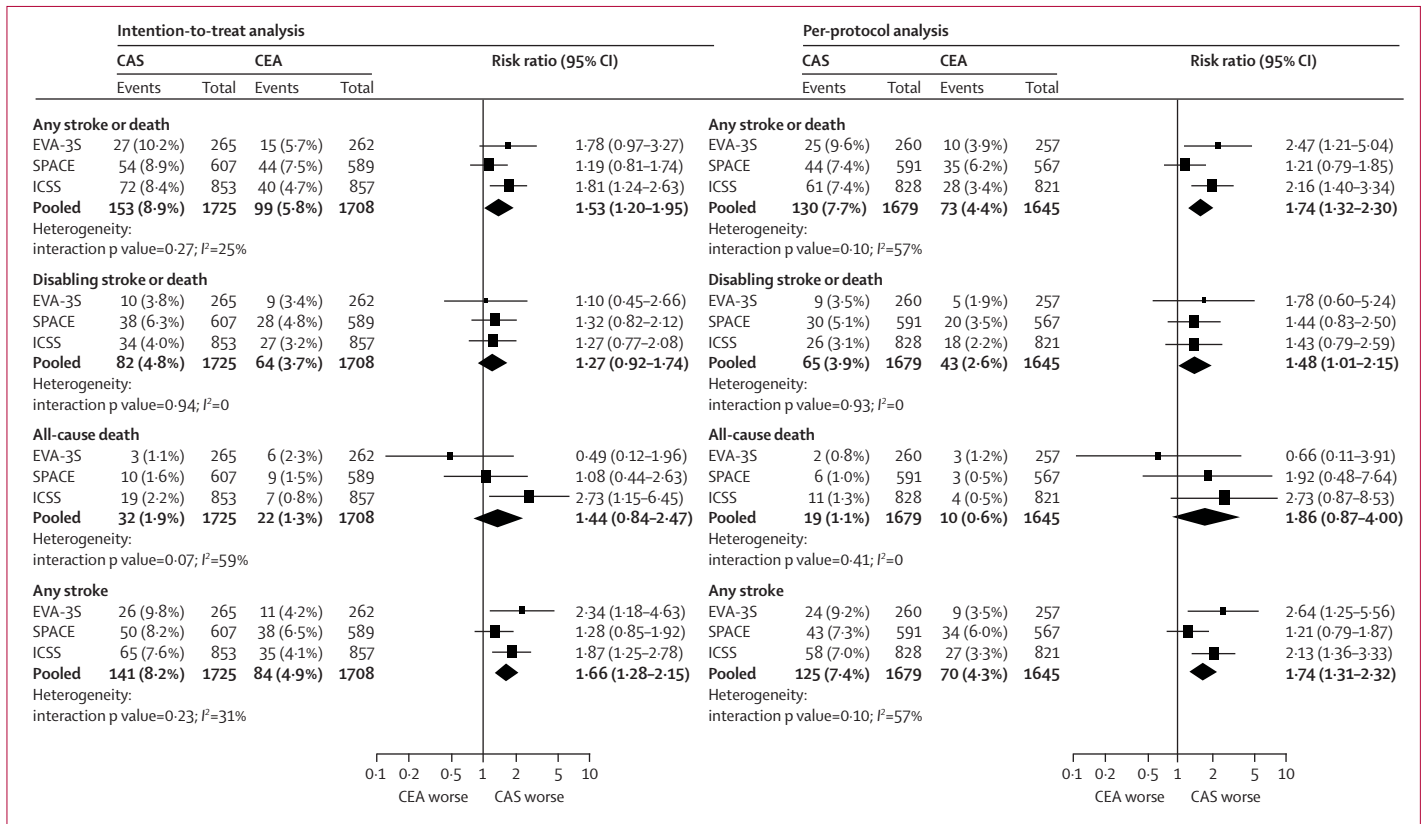 Intention-to-treat analysis
CAS CEA Risk ratio (95% CI)
Events Total Events Total
Any stroke or death
EVA-3S 27 (10·2%) 265 15 (5·7%) 262 1·78 (0·97–3·27)
SPACE 54 (8·9%) 607 44 (7·5%) 589 1·19 (0·81–1·74)
ICSS 72 (8·4%) 853 40 (4·7%) 857 1·81 (1·24–2·63)
Pooled 153 (8·9%) 1725 99 (5·8%) 1708 1·53 (1·20–1·95)
Heterogeneity:
interaction p value=0·27; I²=25%
Disabling stroke or death
EVA-3S 10 (3·8%) 265 9 (3·4%) 262 1·10 (0·45–2·66)
SPACE 38 (6·3%) 607 28 (4·8%) 589 1·32 (0·82–2·12)
ICSS 34 (4·0%) 853 27 (3·2%) 857 1·27 (0·77–2·08)
Pooled 82 (4·8%) 1725 64 (3·7%) 1708 1·27 (0·92–1·74)
Heterogeneity:
interaction p value=0·94; I²=0
All-cause death
EVA-3S 3 (1·1%) 265 6 (2·3%) 262 0·49 (0·12–1·96)
SPACE 10 (1·6%) 607 9 (1·5%) 589 1·08 (0·44–2·63)
ICSS 19 (2·2%) 853 7 (0·8%) 857 2·73 (1·15–6·45)
Pooled 32 (1·9%) 1725 22 (1·3%) 1708 1·44 (0·84–2·47)
Heterogeneity:
interaction p value=0·07; I²=59%
Any stroke
EVA-3S 26 (9·8%) 265 11 (4·2%) 262 2·34 (1·18–4·63)
SPACE 50 (8·2%) 607 38 (6·5%) 589 1·28 (0·85–1·92)
ICSS 65 (7·6%) 853 35 (4·1%) 857 1·87 (1·25–2·78)
Pooled 141 (8·2%) 1725 84 (4·9%) 1708 1·66 (1·28–2·15)
Heterogeneity:
interaction p value=0·23; I²=31%
0·1 0·2 0·5 1 2 5 10
CEA worse CAS worse
Per-protocol analysis
CAS CEA Risk ratio (95% CI)
Events Total Events Total
Any stroke or death
EVA-3S 25 (9·6%) 260 10 (3·9%) 257 2·47 (1·21–5·04)
SPACE 44 (7·4%) 591 35 (6·2%) 567 1·21 (0·79–1·85)
ICSS 61 (7·4%) 828 28 (3·4%) 821 2·16 (1·40–3·34)
Pooled 130 (7·7%) 1679 73 (4·4%) 1645 1·74 (1·32–2·30)
Heterogeneity:
interaction p value=0·10; I²=57%
Disabling stroke or death
EVA-3S 9 (3·5%) 260 5 (1·9%) 257 1·78 (0·60–5·24)
SPACE 30 (5·1%) 591 20 (3·5%) 567 1·44 (0·83–2·50)
ICSS 26 (3·1%) 828 18 (2·2%) 821 1·43 (0·79–2·59)
Pooled 65 (3·9%) 1679 43 (2·6%) 1645 1·48 (1·01–2·15)
Heterogeneity:
interaction p value=0·93; I²=0
All-cause death
EVA-3S 2 (0·8%) 260 3 (1·2%) 257 0·66 (0·11–3·91)
SPACE 6 (1·0%) 591 3 (0·5%) 567 1·92 (0·48–7·64)
ICSS 11 (1·3%) 828 4 (0·5%) 821 2·73 (0·87–8·53)
Pooled 19 (1·1%) 1679 10 (0·6%) 1645 1·86 (0·87–4·00)
Heterogeneity:
interaction p value=0·41; I²=0
Any stroke
EVA-3S 24 (9·2%) 260 9 (3·5%) 257 2·64 (1·25–5·56)
SPACE 43 (7·3%) 591 34 (6·0%) 567 1·21 (0·79–1·87)
ICSS 58 (7·0%) 828 27 (3·3%) 821 2·13 (1·36–3·33)
Pooled 125 (7·4%) 1679 70 (4·3%) 1645 1·74 (1·31–2·32)
Heterogeneity:
interaction p value=0·10; I²=57%
0·1 0·2 0·5 1 2 5 10
CEA worse CAS worse